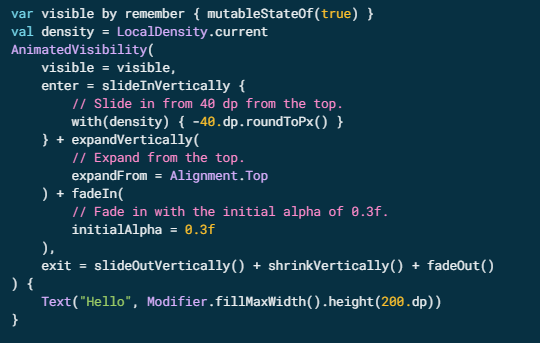 var visible by remember { mutableStateOf(true) }
val density = LocalDensity.current
AnimatedVisibility(
    visible = visible,
    enter = slideInVertically {
        // Slide in from 40 dp from the top.
        with(density) { -40.dp.roundToPx() }
    } + expandVertically(
        // Expand from the top.
        expandFrom = Alignment.Top
    ) + fadeIn(
        // Fade in with the initial alpha of 0.3f.
        initialAlpha = 0.3f
    ),
    exit = slideOutVertically() + shrinkVertically() + fadeOut()
) {
    Text("Hello", Modifier.fillMaxWidth().height(200.dp))
}